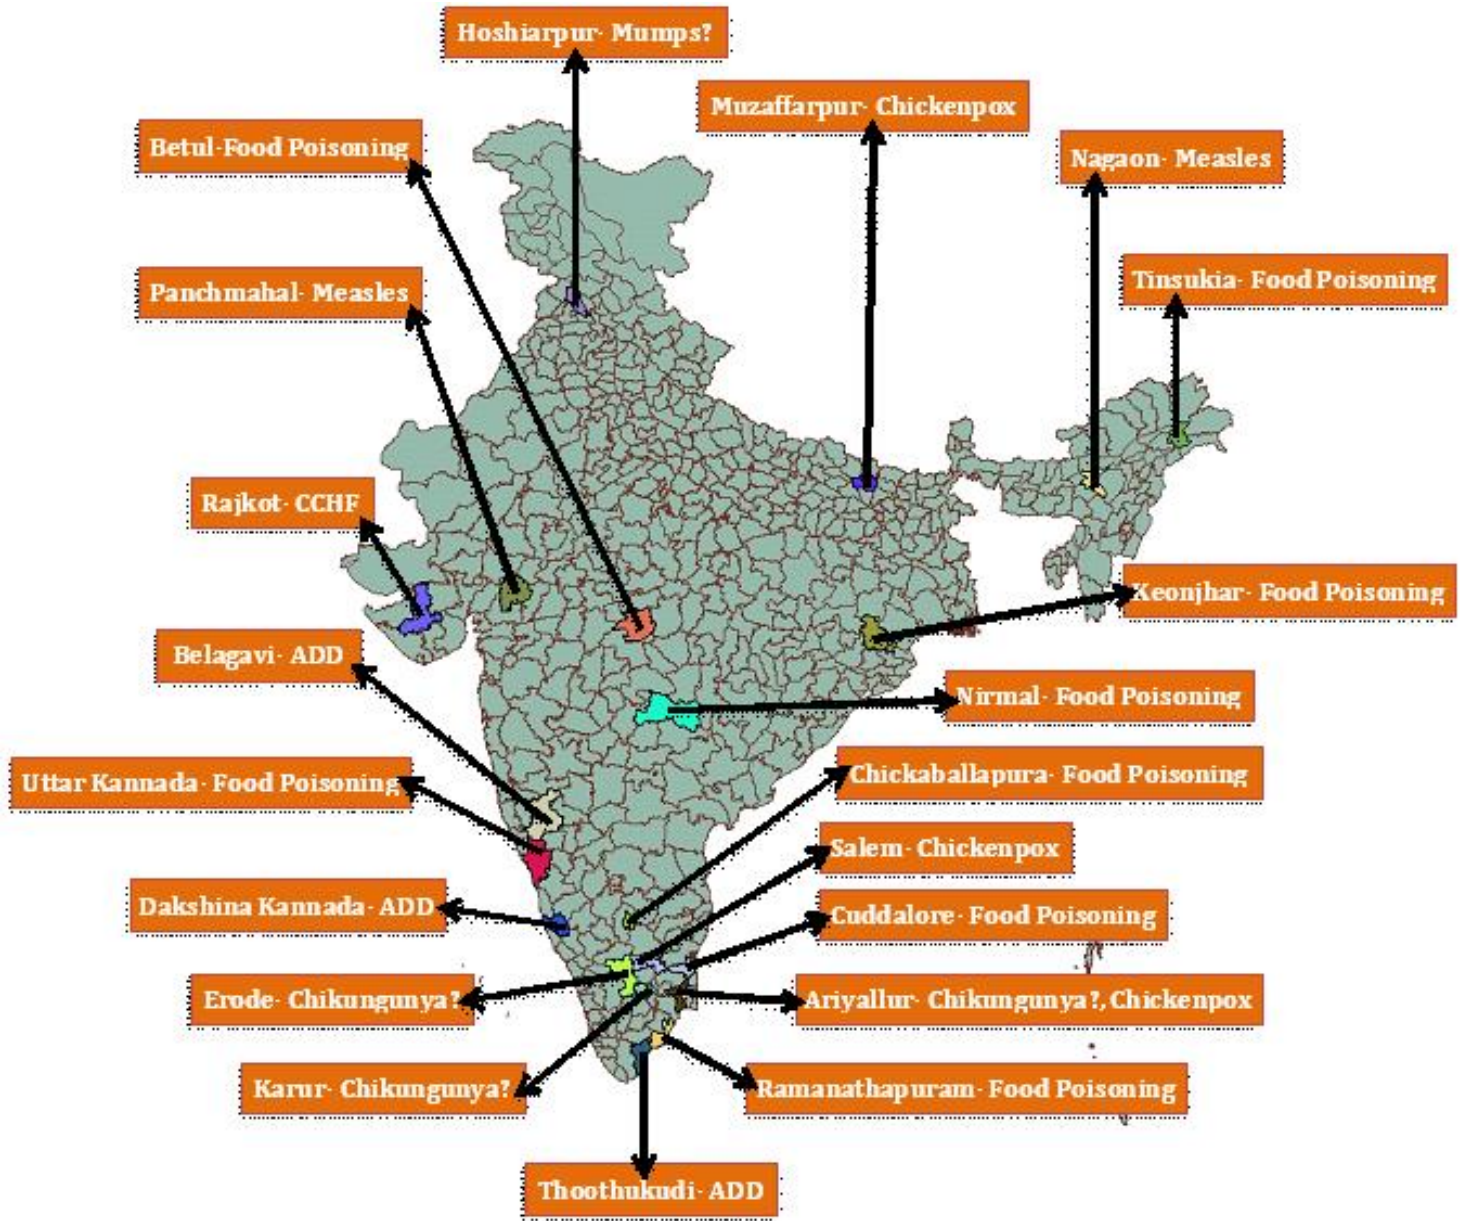 Hoshiarpur- Mumps?
Muzaffarpur- Chickenpox
Betul-Food Poisoning
Nagaon- Measles
Tinsukia- Food Poisoning
Panchmahal- Measles
Rajkot- CCHF
Keonjhar- Food Poisoning
Belagavi- ADD
Nirmal- Food Poisoning
Uttar Kannada- Food Poisoning
Chickaballapura- Food Poisoning
Salem- Chickenpox
Dakshina Kannada- ADD
Cuddalore- Food Poisoning
Erode- Chikungunya?
Ariyallur- Chikungunya?, Chickenpox
Karur- Chikungunya?
Ramanathapuram- Food Poisoning
Thoothukudi- ADD